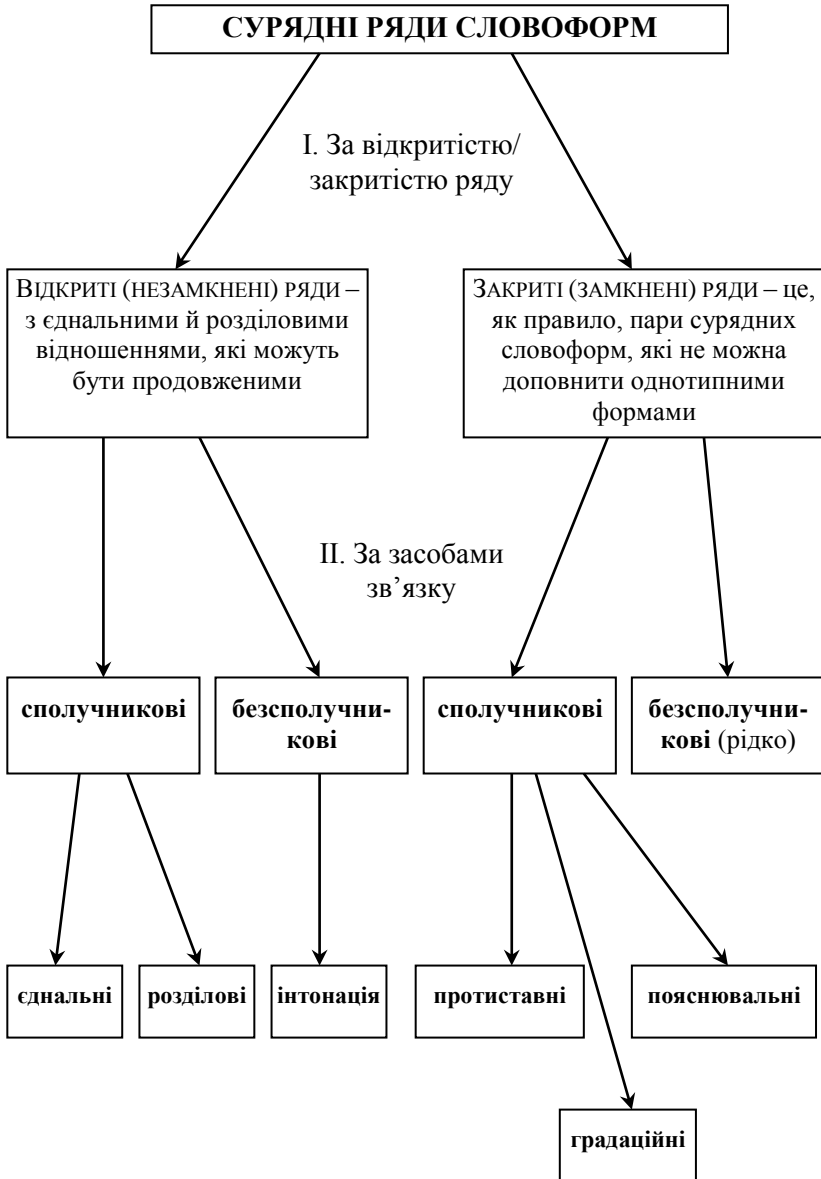 СУРЯДНІ РЯДИ СЛОВОФОРМ
І. За відкритістю/
закритістю ряду
ВІДКРИТІ (НЕЗАМКНЕНІ) РЯДИ –
з єднальними й розділовими
відношеннями, які можуть
бути продовженими
ЗАКРИТІ (ЗАМКНЕНІ) РЯДИ – це,
як правило, пари сурядних
словоформ, які не можна
доповнити однотипними
формами
ІІ. За засобами
зв’язку
сполучникові
безсполучни-
кові
сполучникові
безсполучни-
кові (рідко)
єднальні
розділові
інтонація
протиставні
пояснювальні
градаційні